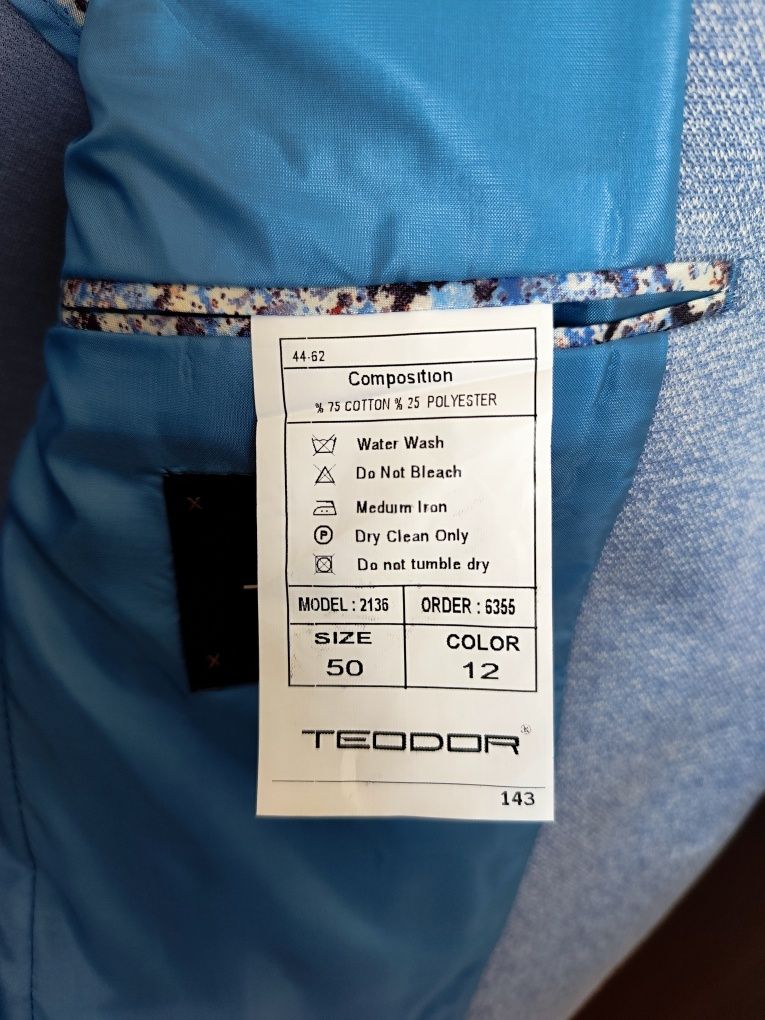 44-62
Composition
% 75 COTTON % 25 POLYESTER
Water Wash
Do Not Bleach
Meduim Iron
P Dry Clean Only
Do not tumble dry
MODEL : 2136 ORDER : 6355
SIZE COLOR
50 12
TEODOR®
143